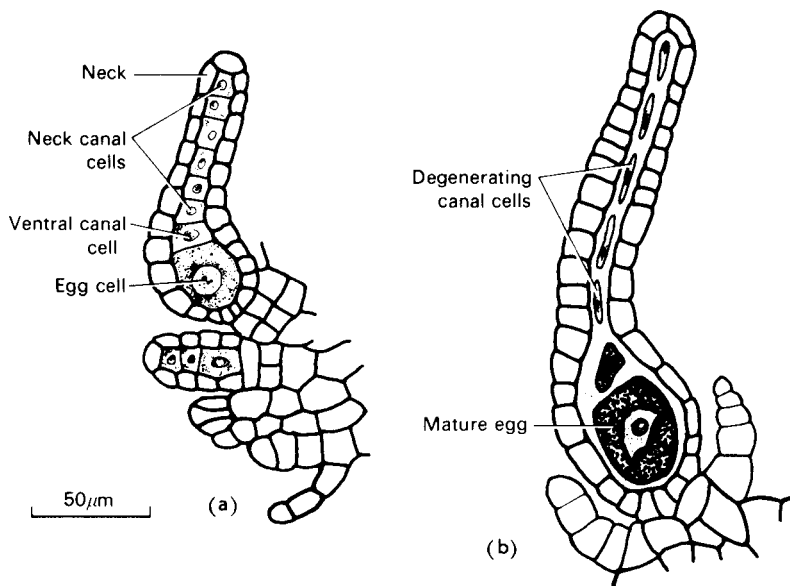 Neck
Neck canal
cells
Ventral canal
cell
Egg cell
50μm
(a)
Degenerating
canal cells
Mature egg
(b)